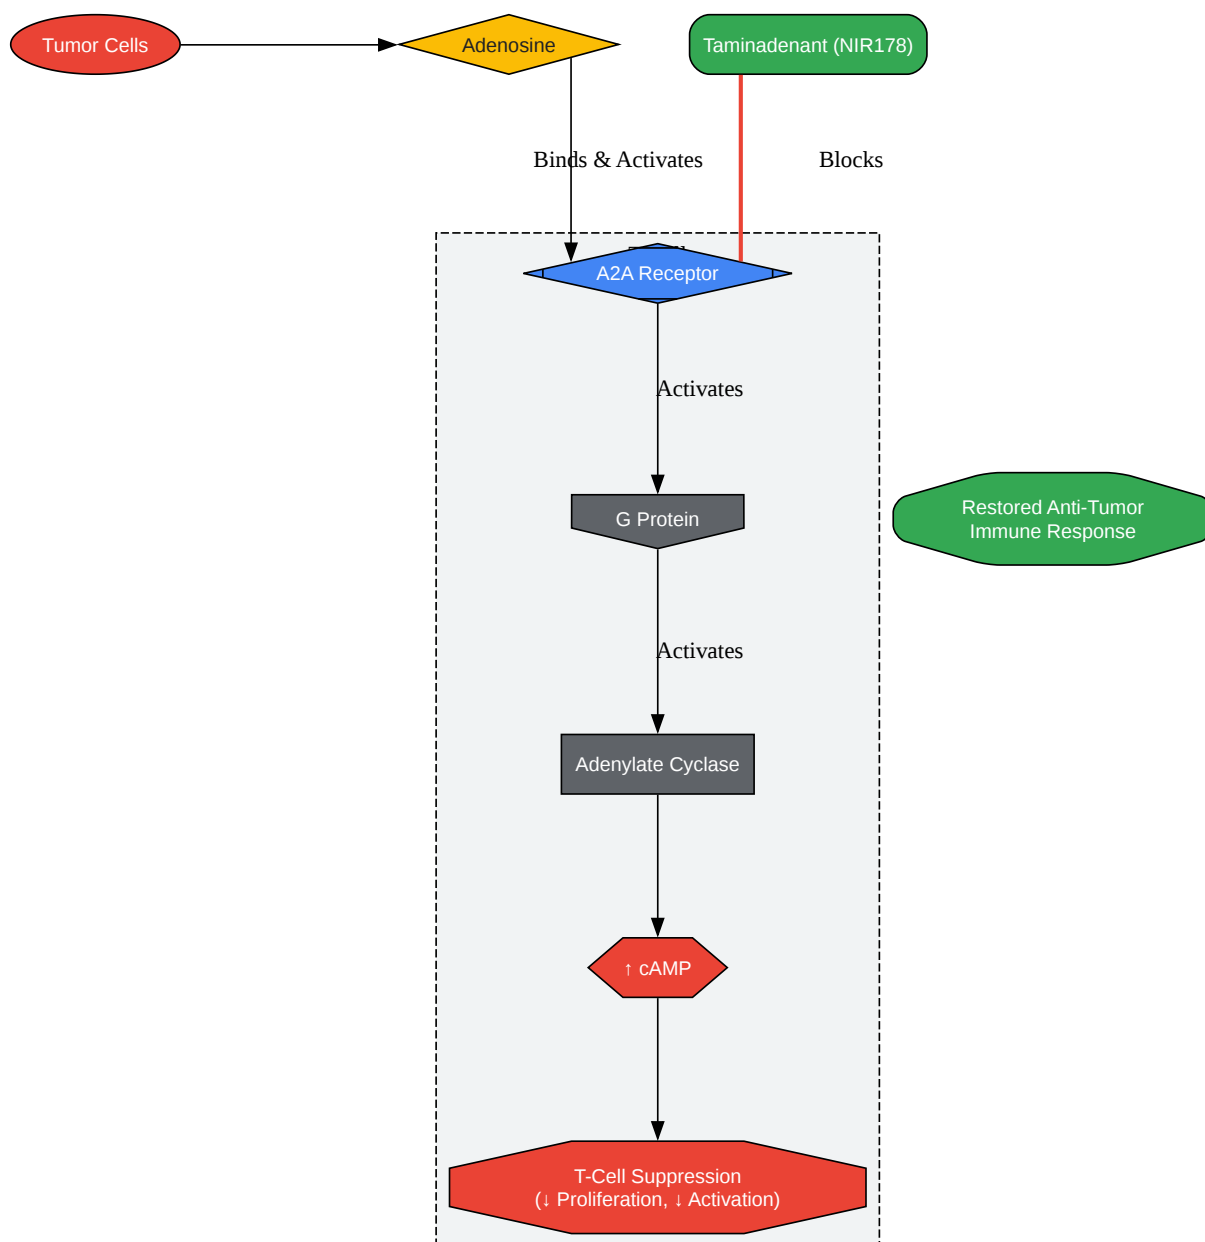 Tumor Cells
Adenosine
Taminadenant (NIR178)
Binds & Activates
Blocks
A2A Receptor
Activates
G Protein
Restored Anti-Tumor
Immune Response
Activates
Adenylate Cyclase
↑ cAMP
T-Cell Suppression
(↓ Proliferation, ↓ Activation)